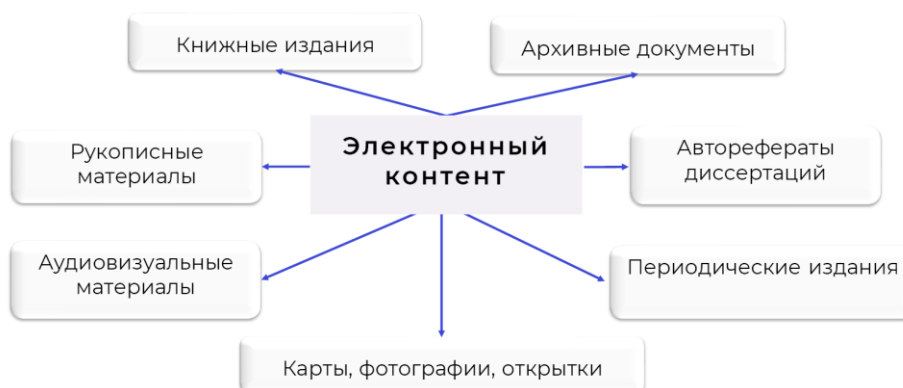 Книжные издания
Архивные документы
Электронный
контент
Рукописные
материалы
Авторефераты
диссертаций
Аудиовизуальные
материалы
Периодические издания
Карты, фотографии, открытки